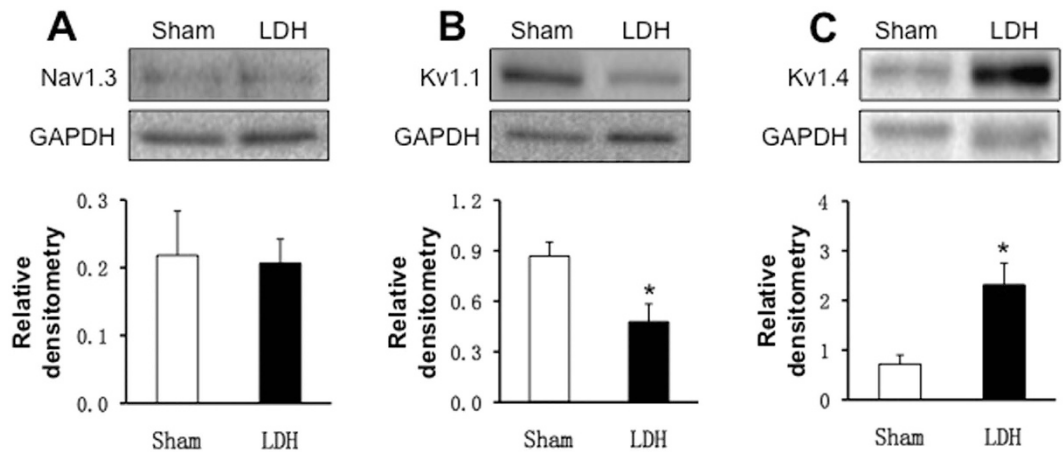 A
Sham LDH
Nav1.3
GAPDH
Relative
densitometry
0.3
0.2
0.1
0.0
Sham LDH
B
Sham LDH
Kv1.1
GAPDH
Relative
densitometry
1.2
0.9
0.6
0.3
0.0
*
Sham LDH
C
Sham LDH
Kv1.4
GAPDH
Relative
densitometry
4
3
2
1
0
*
Sham LDH